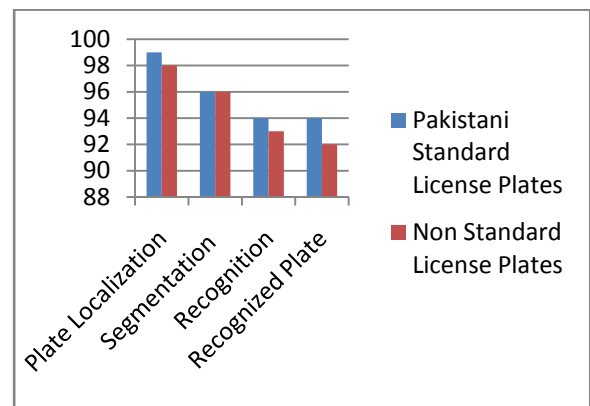 100
98
96
94
92
90
88
Plate Localization
Segmentation
Recognition
Recognized Plate
Pakistani
Standard
License Plates
Non Standard
License Plates